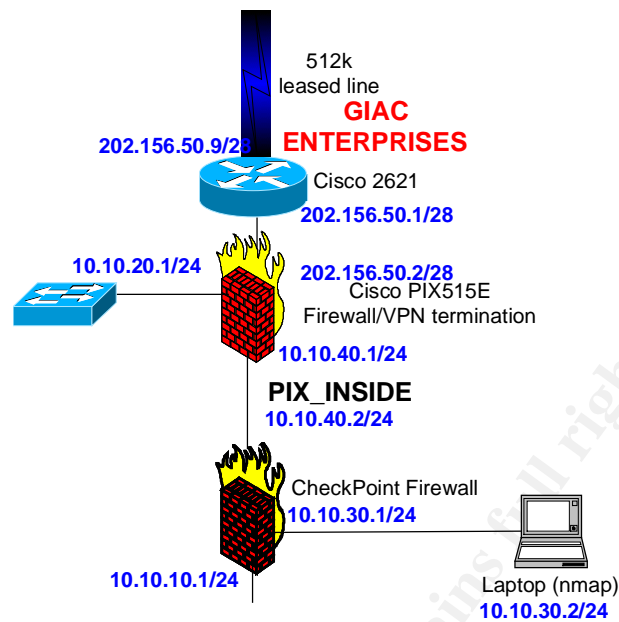 512k
leased line
GIAC
ENTERPRISES
202.156.50.9/28
Cisco 2621
202.156.50.1/28
10.10.20.1/24
202.156.50.2/28
Cisco PIX515E
Firewall/VPN termination
10.10.40.1/24
PIX_INSIDE
10.10.40.2/24
CheckPoint Firewall
10.10.30.1/24
10.10.10.1/24
Laptop (nmap)
10.10.30.2/24
ins full righ